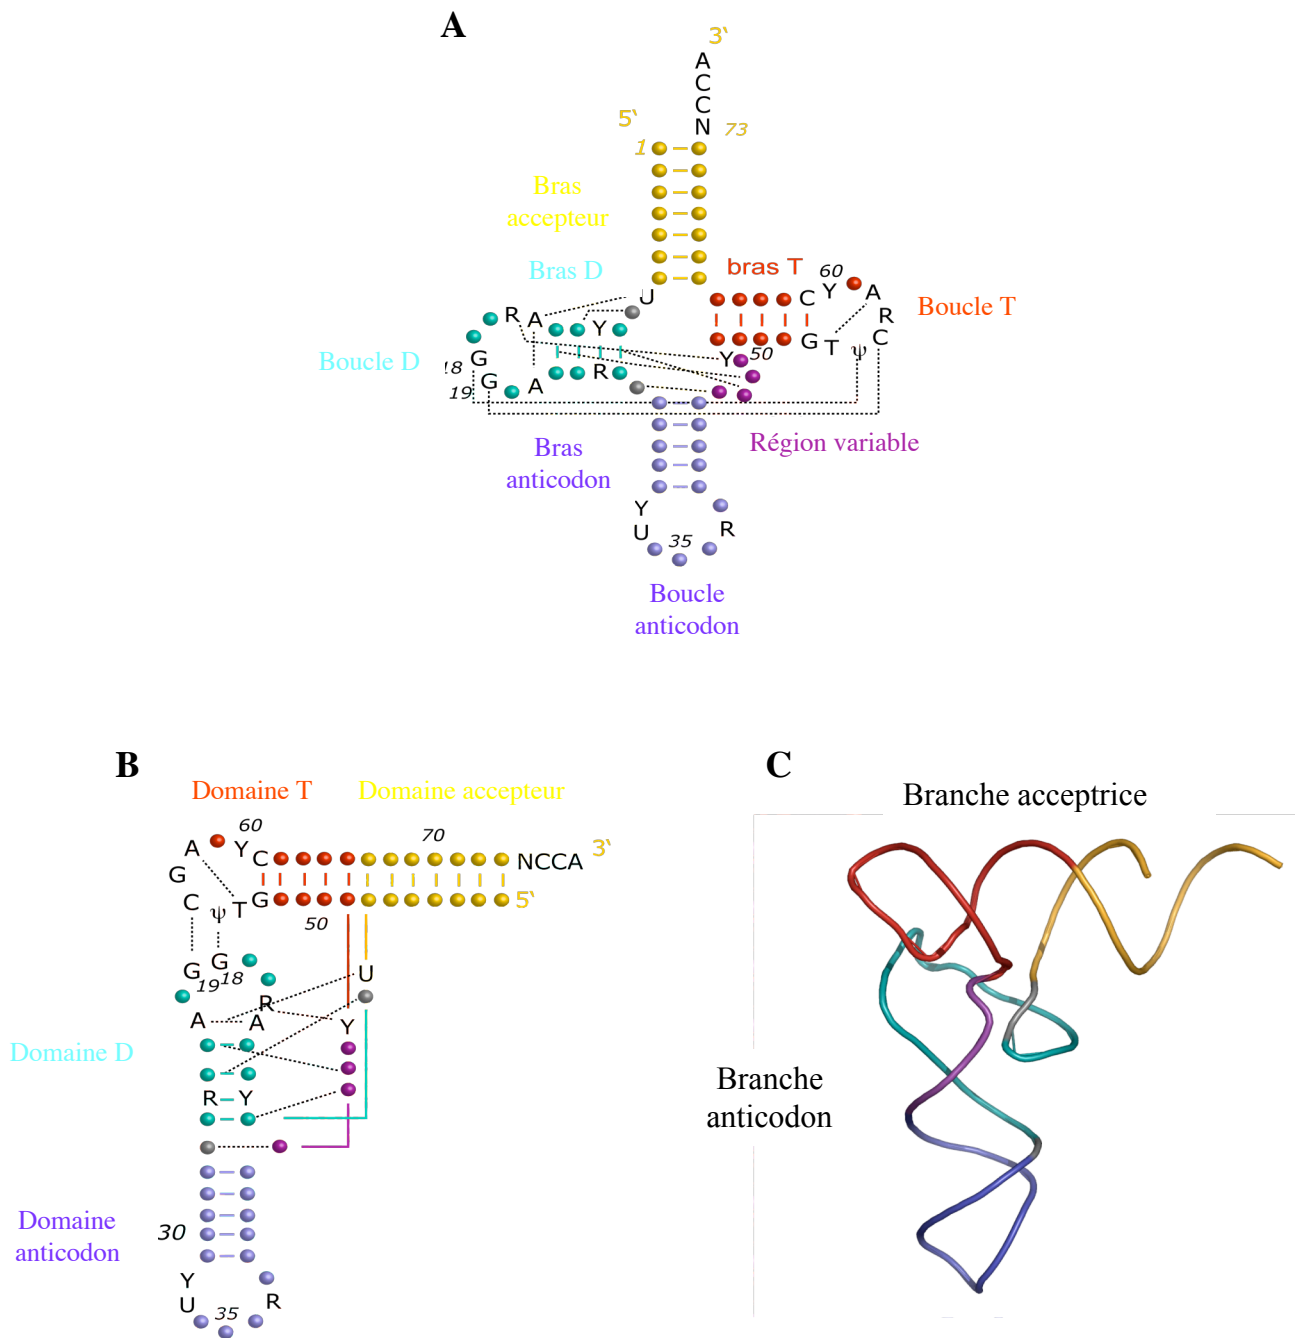 A
3‘
A
C
C
N
73
5‘
1
Bras
accepteur
Bras D
bras T
60
U
C
Y
A
R
C
Boucle T
R
A
Y
Boucle D
18
G
19
G
A
R
Y
50
G
T
ψ
Région variable
Bras
anticodon
Y
U
35
R
Boucle
anticodon
B
Domaine T
Domaine accepteur
60
70
A
Y
C
NCCA
3‘
G
C
ψ
T
G
50
5‘
G
G
19
18
U
R
A
A
Y
Domaine D
R
Y
Domaine
anticodon
30
Y
U
35
R
C
Branche acceptrice
Branche
anticodon